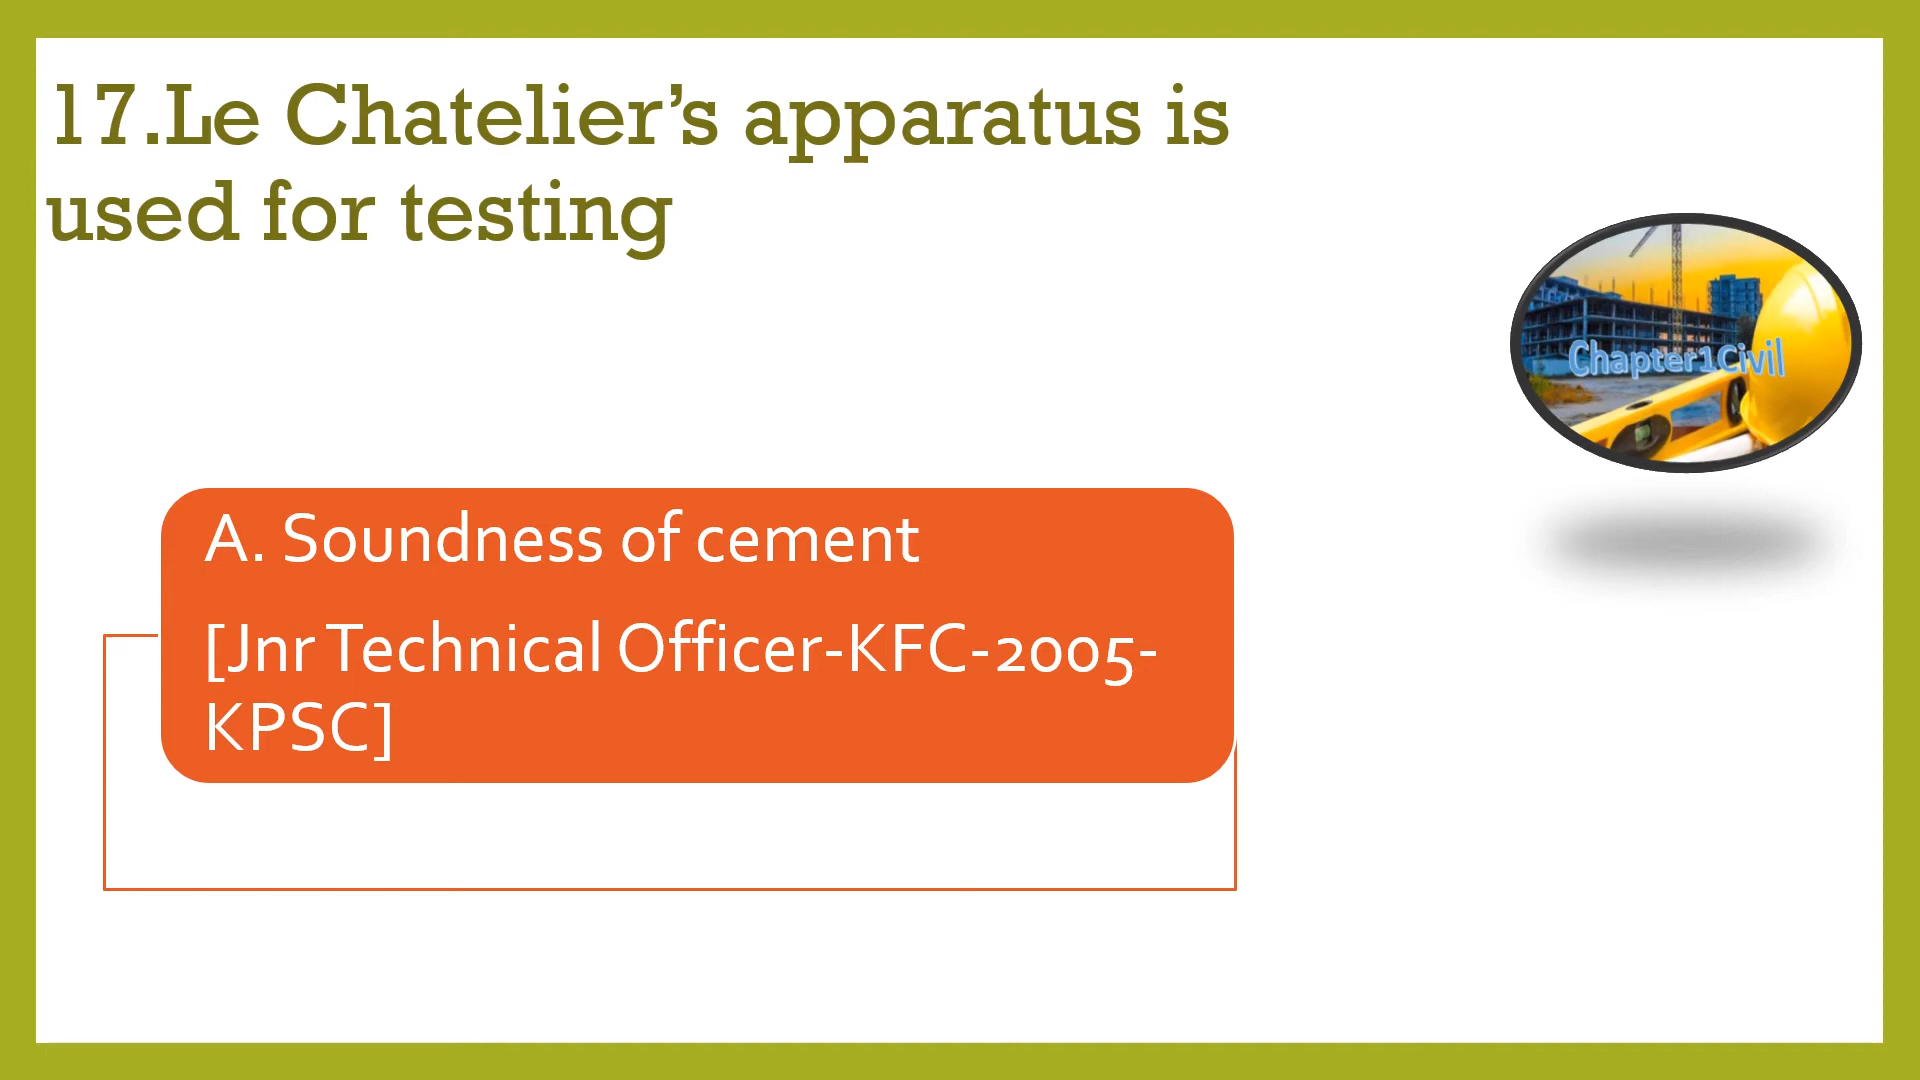 17.Le Chatelier’s apparatus is
used for testing
Chapter1Civil
A. Soundness of cement
[Jnr Technical Officer-KFC-2005-
KPSC]